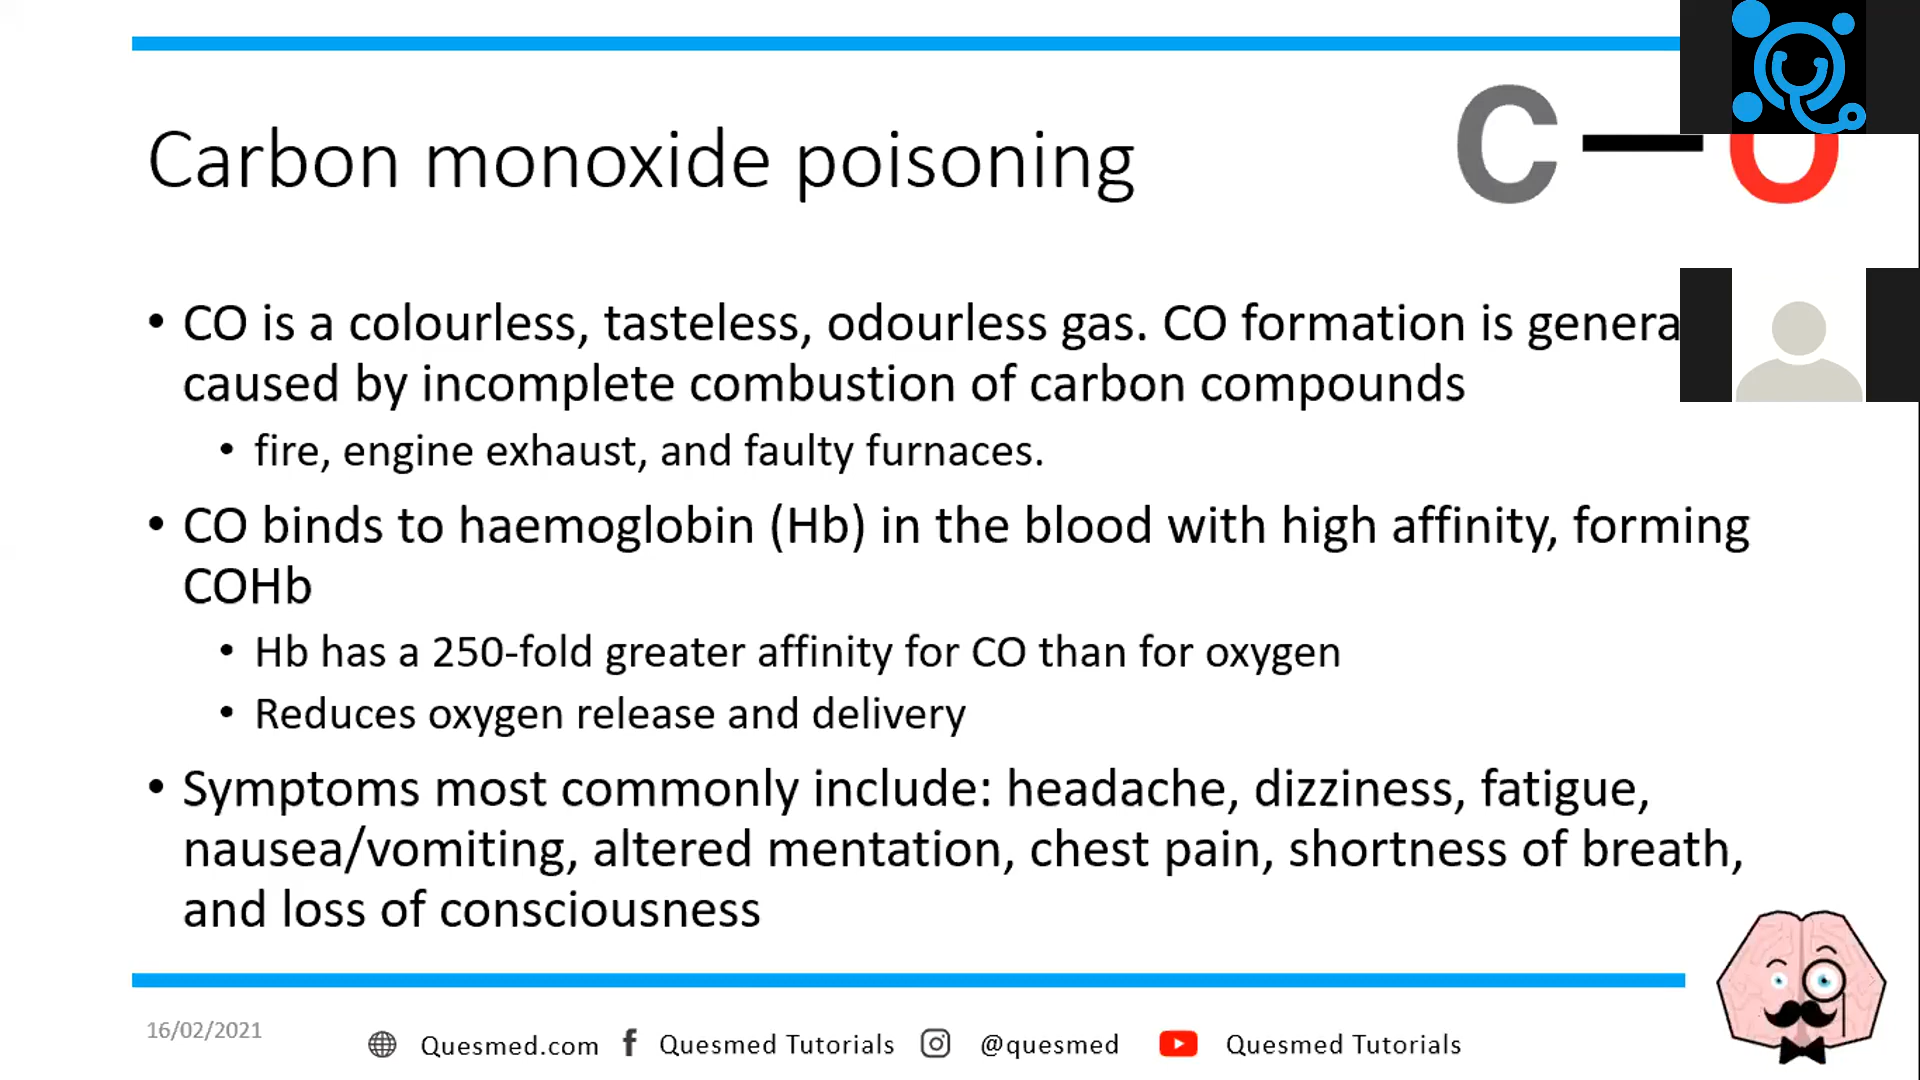 Carbon monoxide poisoning
C — O
• CO is a colourless, tasteless, odourless gas. CO formation is genera
caused by incomplete combustion of carbon compounds
• fire, engine exhaust, and faulty furnaces.
• CO binds to haemoglobin (Hb) in the blood with high affinity, forming
COHb
• Hb has a 250-fold greater affinity for CO than for oxygen
• Reduces oxygen release and delivery
• Symptoms most commonly include: headache, dizziness, fatigue,
nausea/vomiting, altered mentation, chest pain, shortness of breath,
and loss of consciousness
16/02/2021 Quesmed.com Quesmed Tutorials @quesmed Quesmed Tutorials